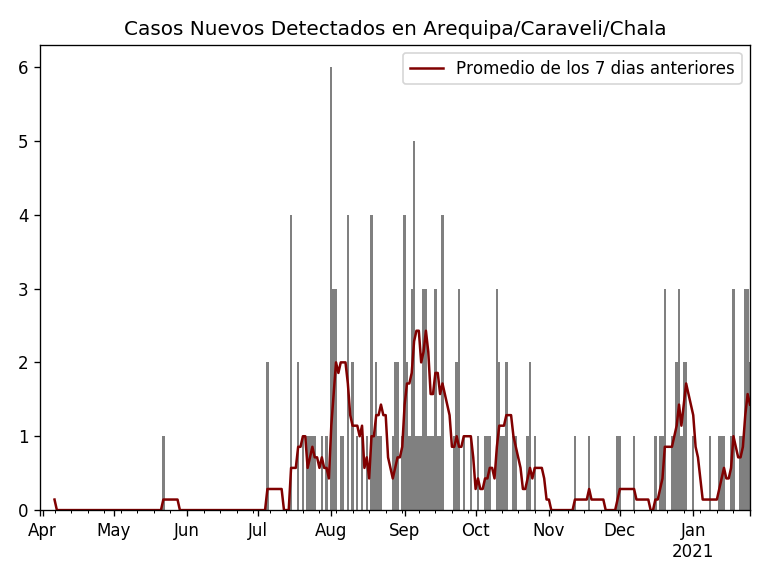 Casos Nuevos Detectados en Arequipa/Caraveli/Chala
Promedio de los 7 dias anteriores
6
5
4
3
2
1
0
Apr May Jun Jul Aug Sep Oct Nov Dec Jan
2021